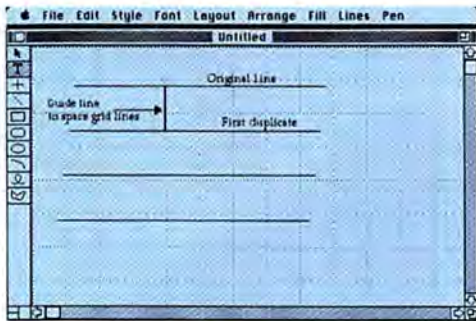 File Edit Style Font Layout Arrange Fill Lines Pen
Untitled
T
Original Line
Guide line
to space grid lines
First duplicate